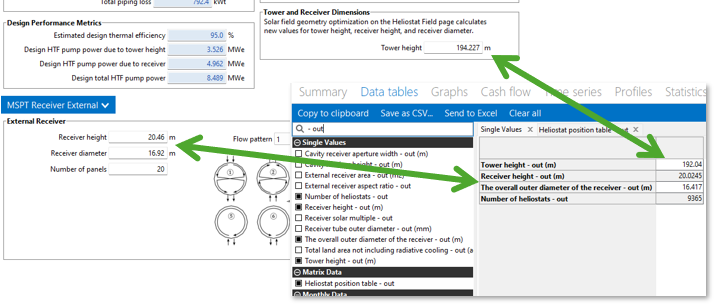 Total piping loss 792.4 kWt
Design Performance Metrics
Estimated design thermal efficiency 95.0 %
Design HTF pump power due to tower height 3.526 MWe
Design HTF pump power due to receiver 4.962 MWe
Design total HTF pump power 8.489 MWe
Tower and Receiver Dimensions
Solar field geometry optimization on the Heliostat Field page calculates
new values for tower height, receiver height, and receiver diameter.
Tower height 194.227 m
MSPT Receiver External
External Receiver
Receiver height 20.46 m
Receiver diameter 16.92 m
Number of panels 20
Flow pattern 1
1 2
5 6
Summary Data tables Graphs Cash flow Time series Profiles Statistics
Copy to clipboard Save as CSV... Send to Excel Clear all
- out
Single Values
Cavity receiver aperture width - out (m)
height - out (m)
External receiver area - out
External receiver aspect ratio - out
Number of heliostats - out
Receiver height - out (m)
Receiver solar multiple - out
Receiver tube outer diameter - out (mm)
The overall outer diameter of the receiver - out (m)
Total land area not including radiative cooling - out (a
Tower height - out (m)
Matrix Data
Heliostat position table - out
Monthly Data
Single Values X Heliostat position table - out X
Tower height - out (m) 192.04
Receiver height - out (m) 20.0245
The overall outer diameter of the receiver - out (m) 16.417
Number of heliostats - out 9365